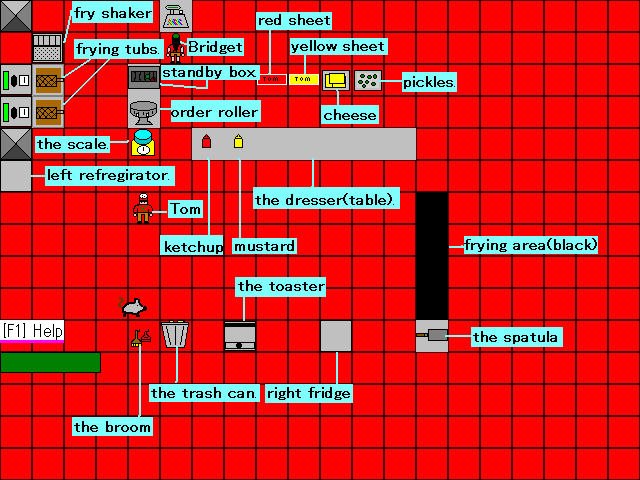 fry shaker
red sheet
Bridget
yellow sheet
frying tubs.
standby box
TOM
TOM
pickles.
order roller
cheese
the scale.
left refregirator.
the dresser(table).
Tom
ketchup
mustard
frying area(black)
the toaster
[F1] Help
the spatula
the trash can.
right fridge
the broom